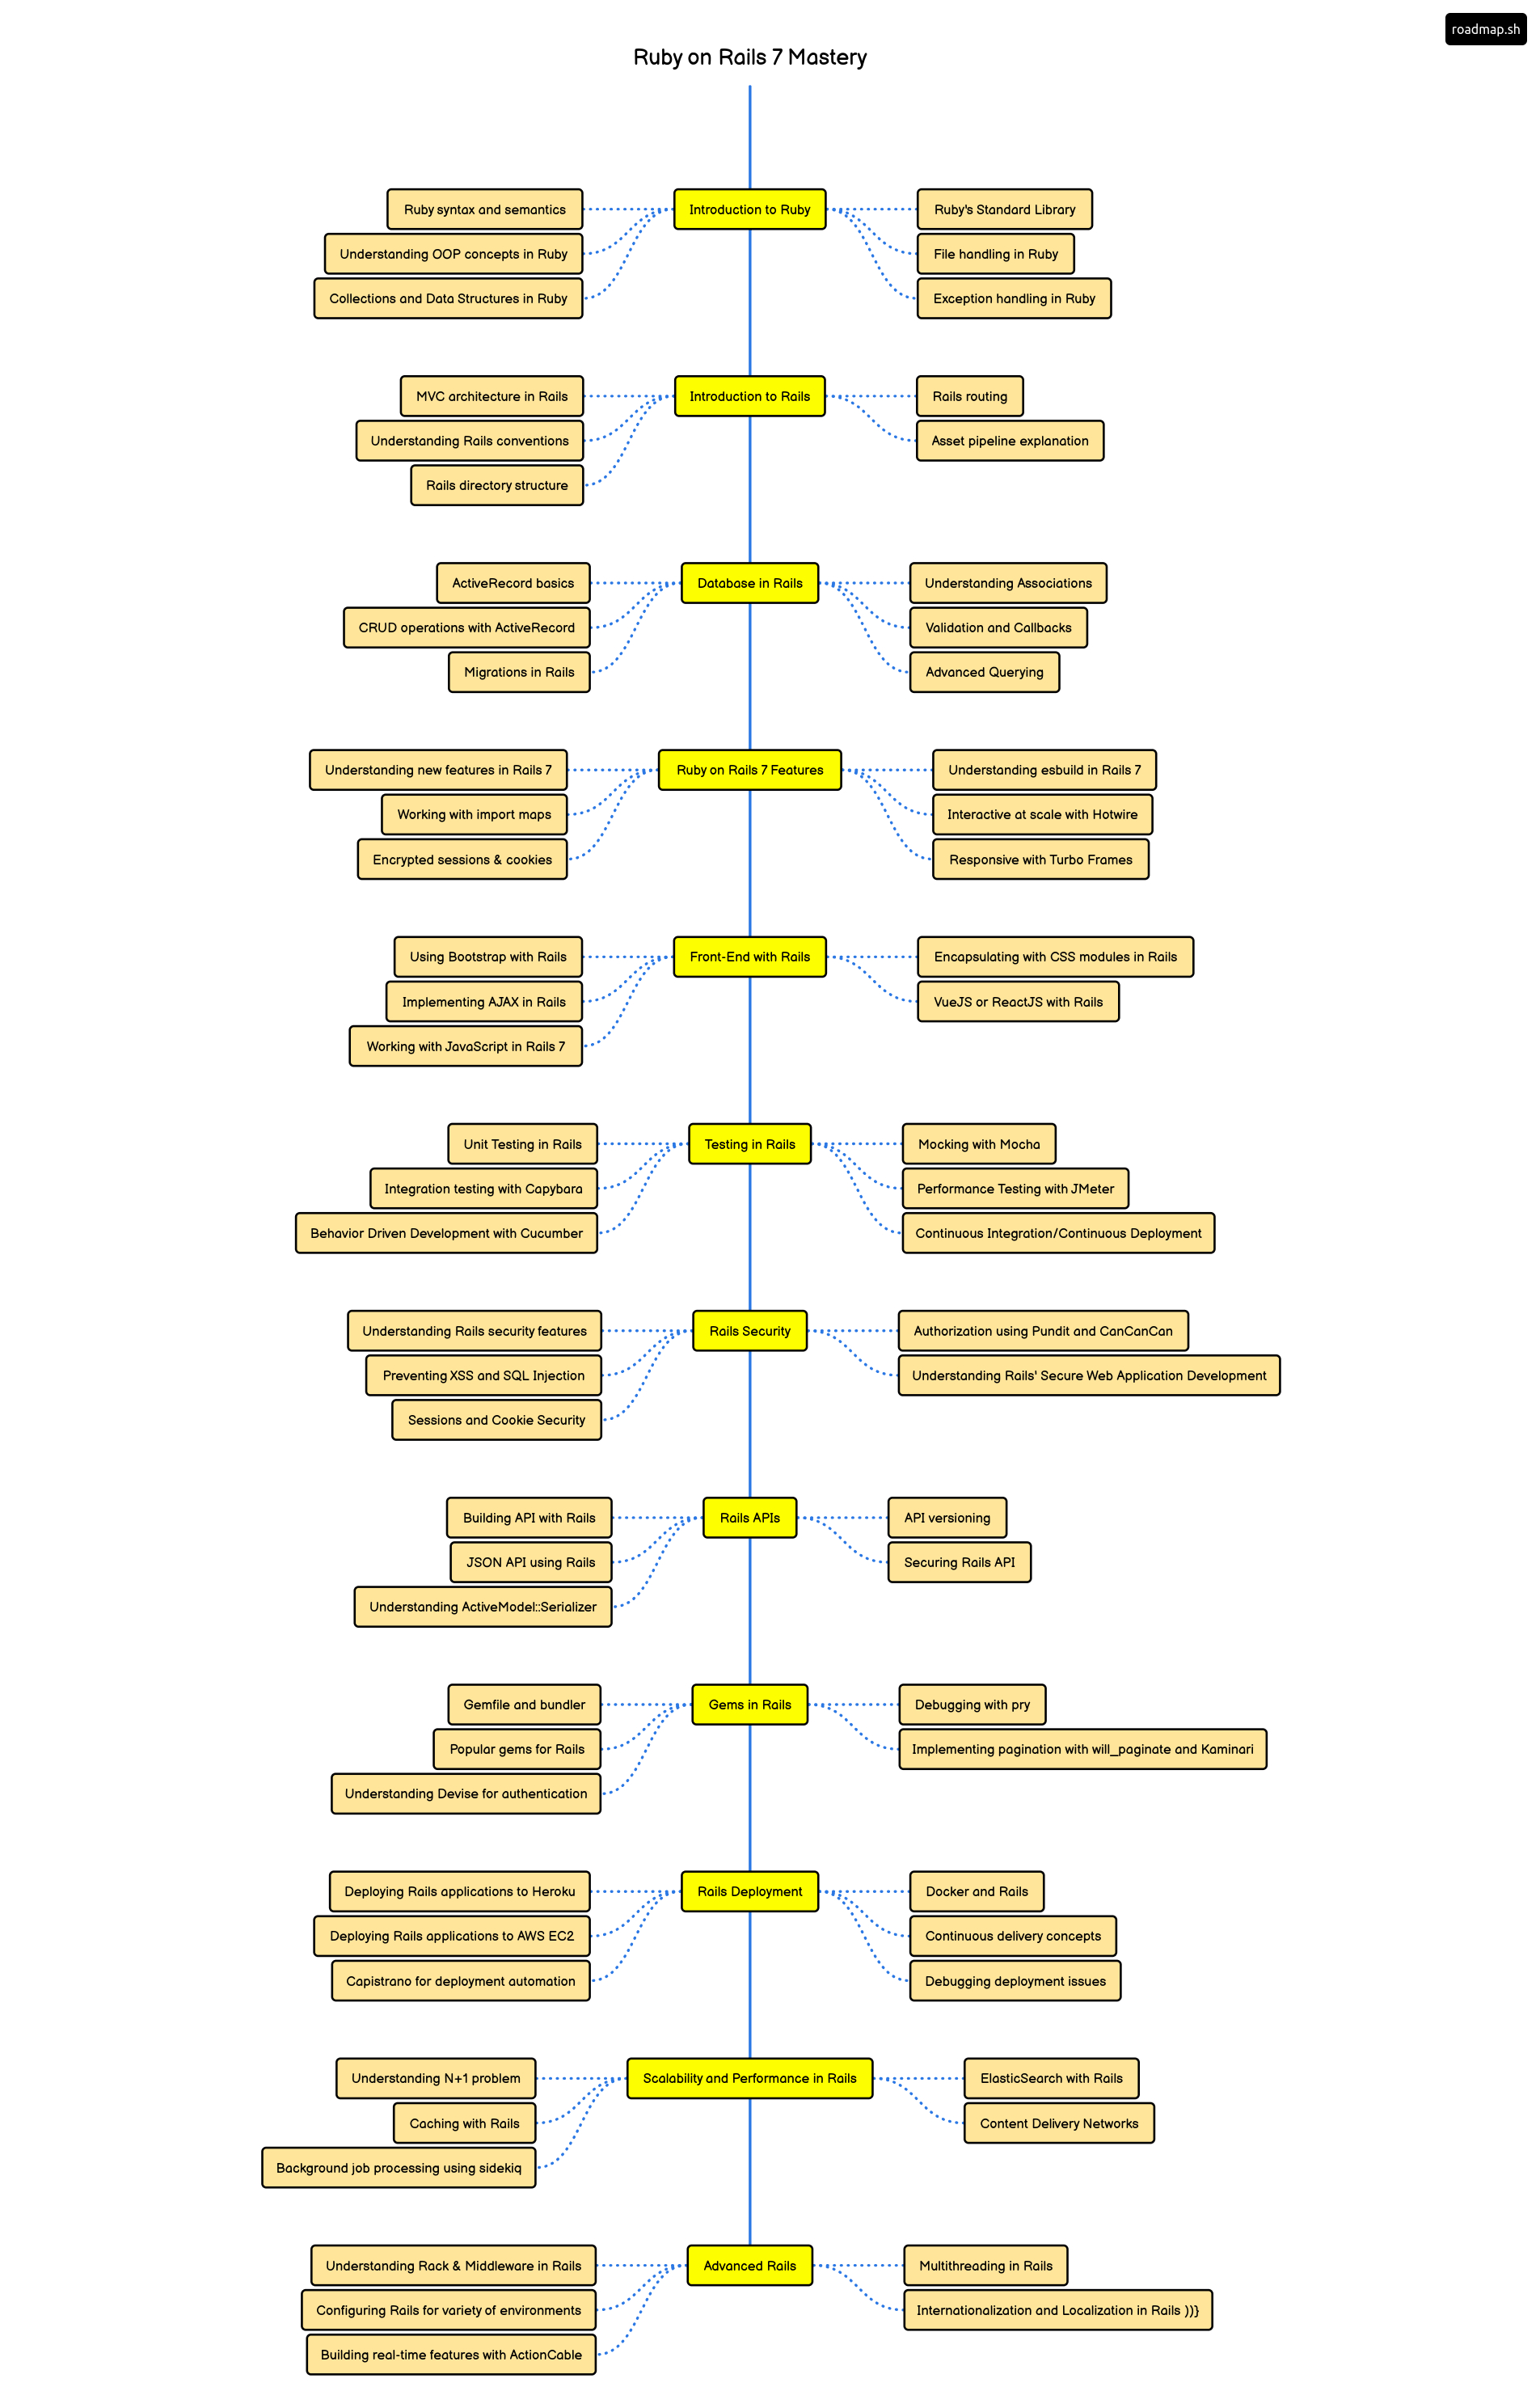 roadmap.sh
Ruby on Rails 7 Mastery
Introduction to Ruby
Ruby syntax and semantics
Understanding OOP concepts in Ruby
Collections and Data Structures in Ruby
Ruby's Standard Library
File handling in Ruby
Exception handling in Ruby
Introduction to Rails
MVC architecture in Rails
Understanding Rails conventions
Rails directory structure
Rails routing
Asset pipeline explanation
Database in Rails
ActiveRecord basics
CRUD operations with ActiveRecord
Migrations in Rails
Understanding Associations
Validation and Callbacks
Advanced Querying
Ruby on Rails 7 Features
Understanding new features in Rails 7
Working with import maps
Encrypted sessions & cookies
Understanding esbuild in Rails 7
Interactive at scale with Hotwire
Responsive with Turbo Frames
Front-End with Rails
Using Bootstrap with Rails
Implementing AJAX in Rails
Working with JavaScript in Rails 7
Encapsulating with CSS modules in Rails
VueJS or ReactJS with Rails
Testing in Rails
Unit Testing in Rails
Integration testing with Capybara
Behavior Driven Development with Cucumber
Mocking with Mocha
Performance Testing with JMeter
Continuous Integration/Continuous Deployment
Rails Security
Understanding Rails security features
Preventing XSS and SQL Injection
Sessions and Cookie Security
Authorization using Pundit and CanCanCan
Understanding Rails' Secure Web Application Development
Rails APIs
Building API with Rails
JSON API using Rails
Understanding ActiveModel::Serializer
API versioning
Securing Rails API
Gems in Rails
Gemfile and bundler
Popular gems for Rails
Understanding Devise for authentication
Debugging with pry
Implementing pagination with will_paginate and Kaminari
Rails Deployment
Deploying Rails applications to Heroku
Deploying Rails applications to AWS EC2
Capistrano for deployment automation
Docker and Rails
Continuous delivery concepts
Debugging deployment issues
Scalability and Performance in Rails
Understanding N+1 problem
Caching with Rails
Background job processing using sidekiq
ElasticSearch with Rails
Content Delivery Networks
Advanced Rails
Understanding Rack & Middleware in Rails
Configuring Rails for variety of environments
Building real-time features with ActionCable
Multithreading in Rails
Internationalization and Localization in Rails ))}